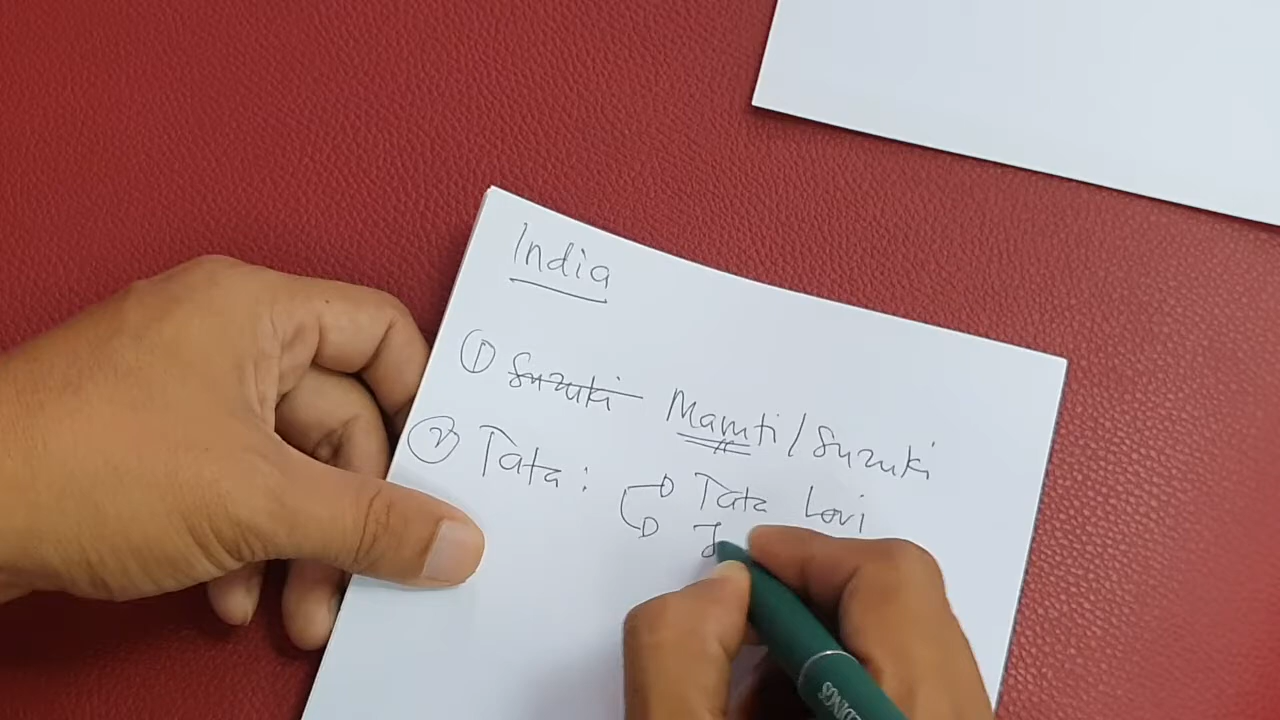 India
① Suzuki Maruti/Suzuki
② Tata: Tata Lori
J